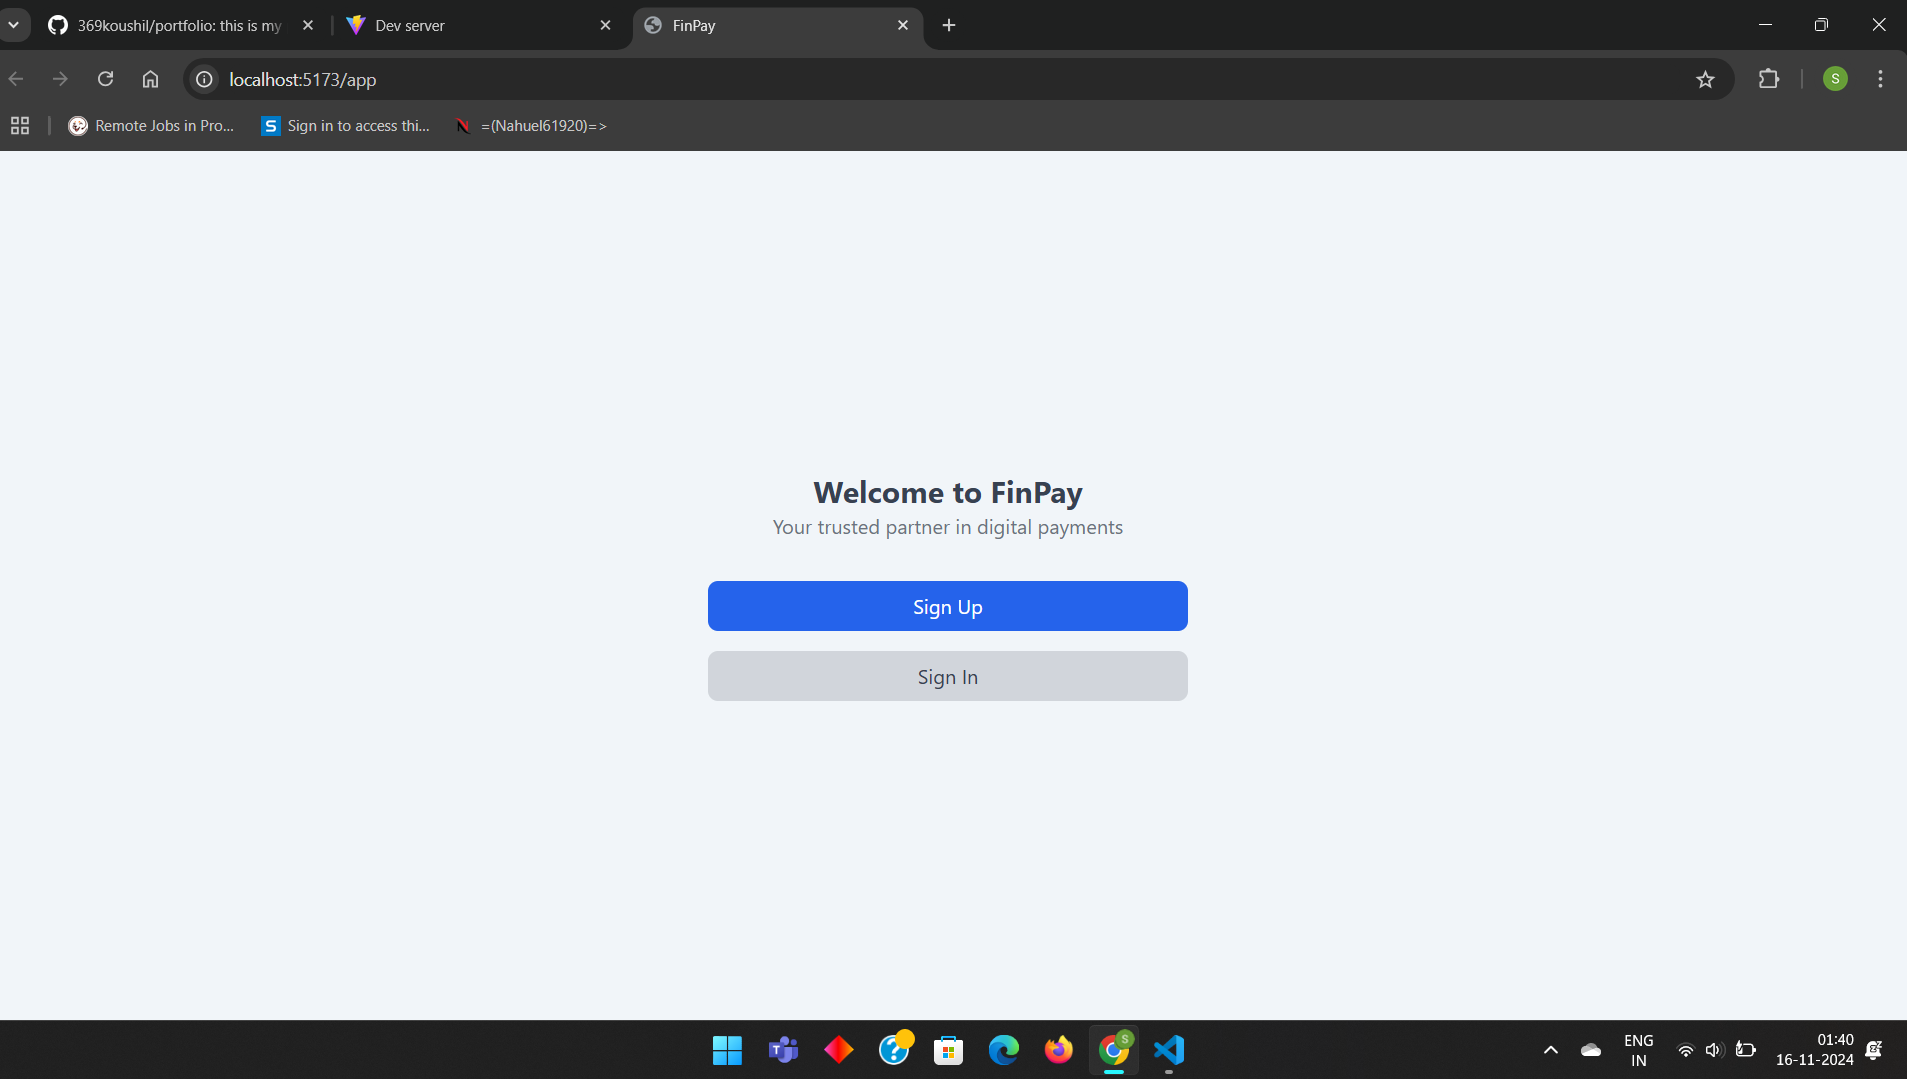 369koushil/portfolio: this is my
Dev server
FinPay
localhost:5173/app
S
Remote Jobs in Pro...
S
Sign in to access thi...
N
=(Nahuel61920)=>
Welcome to FinPay
Your trusted partner in digital payments
Sign Up
Sign In
T
?
S
ENG
IN
01:40
16-11-2024